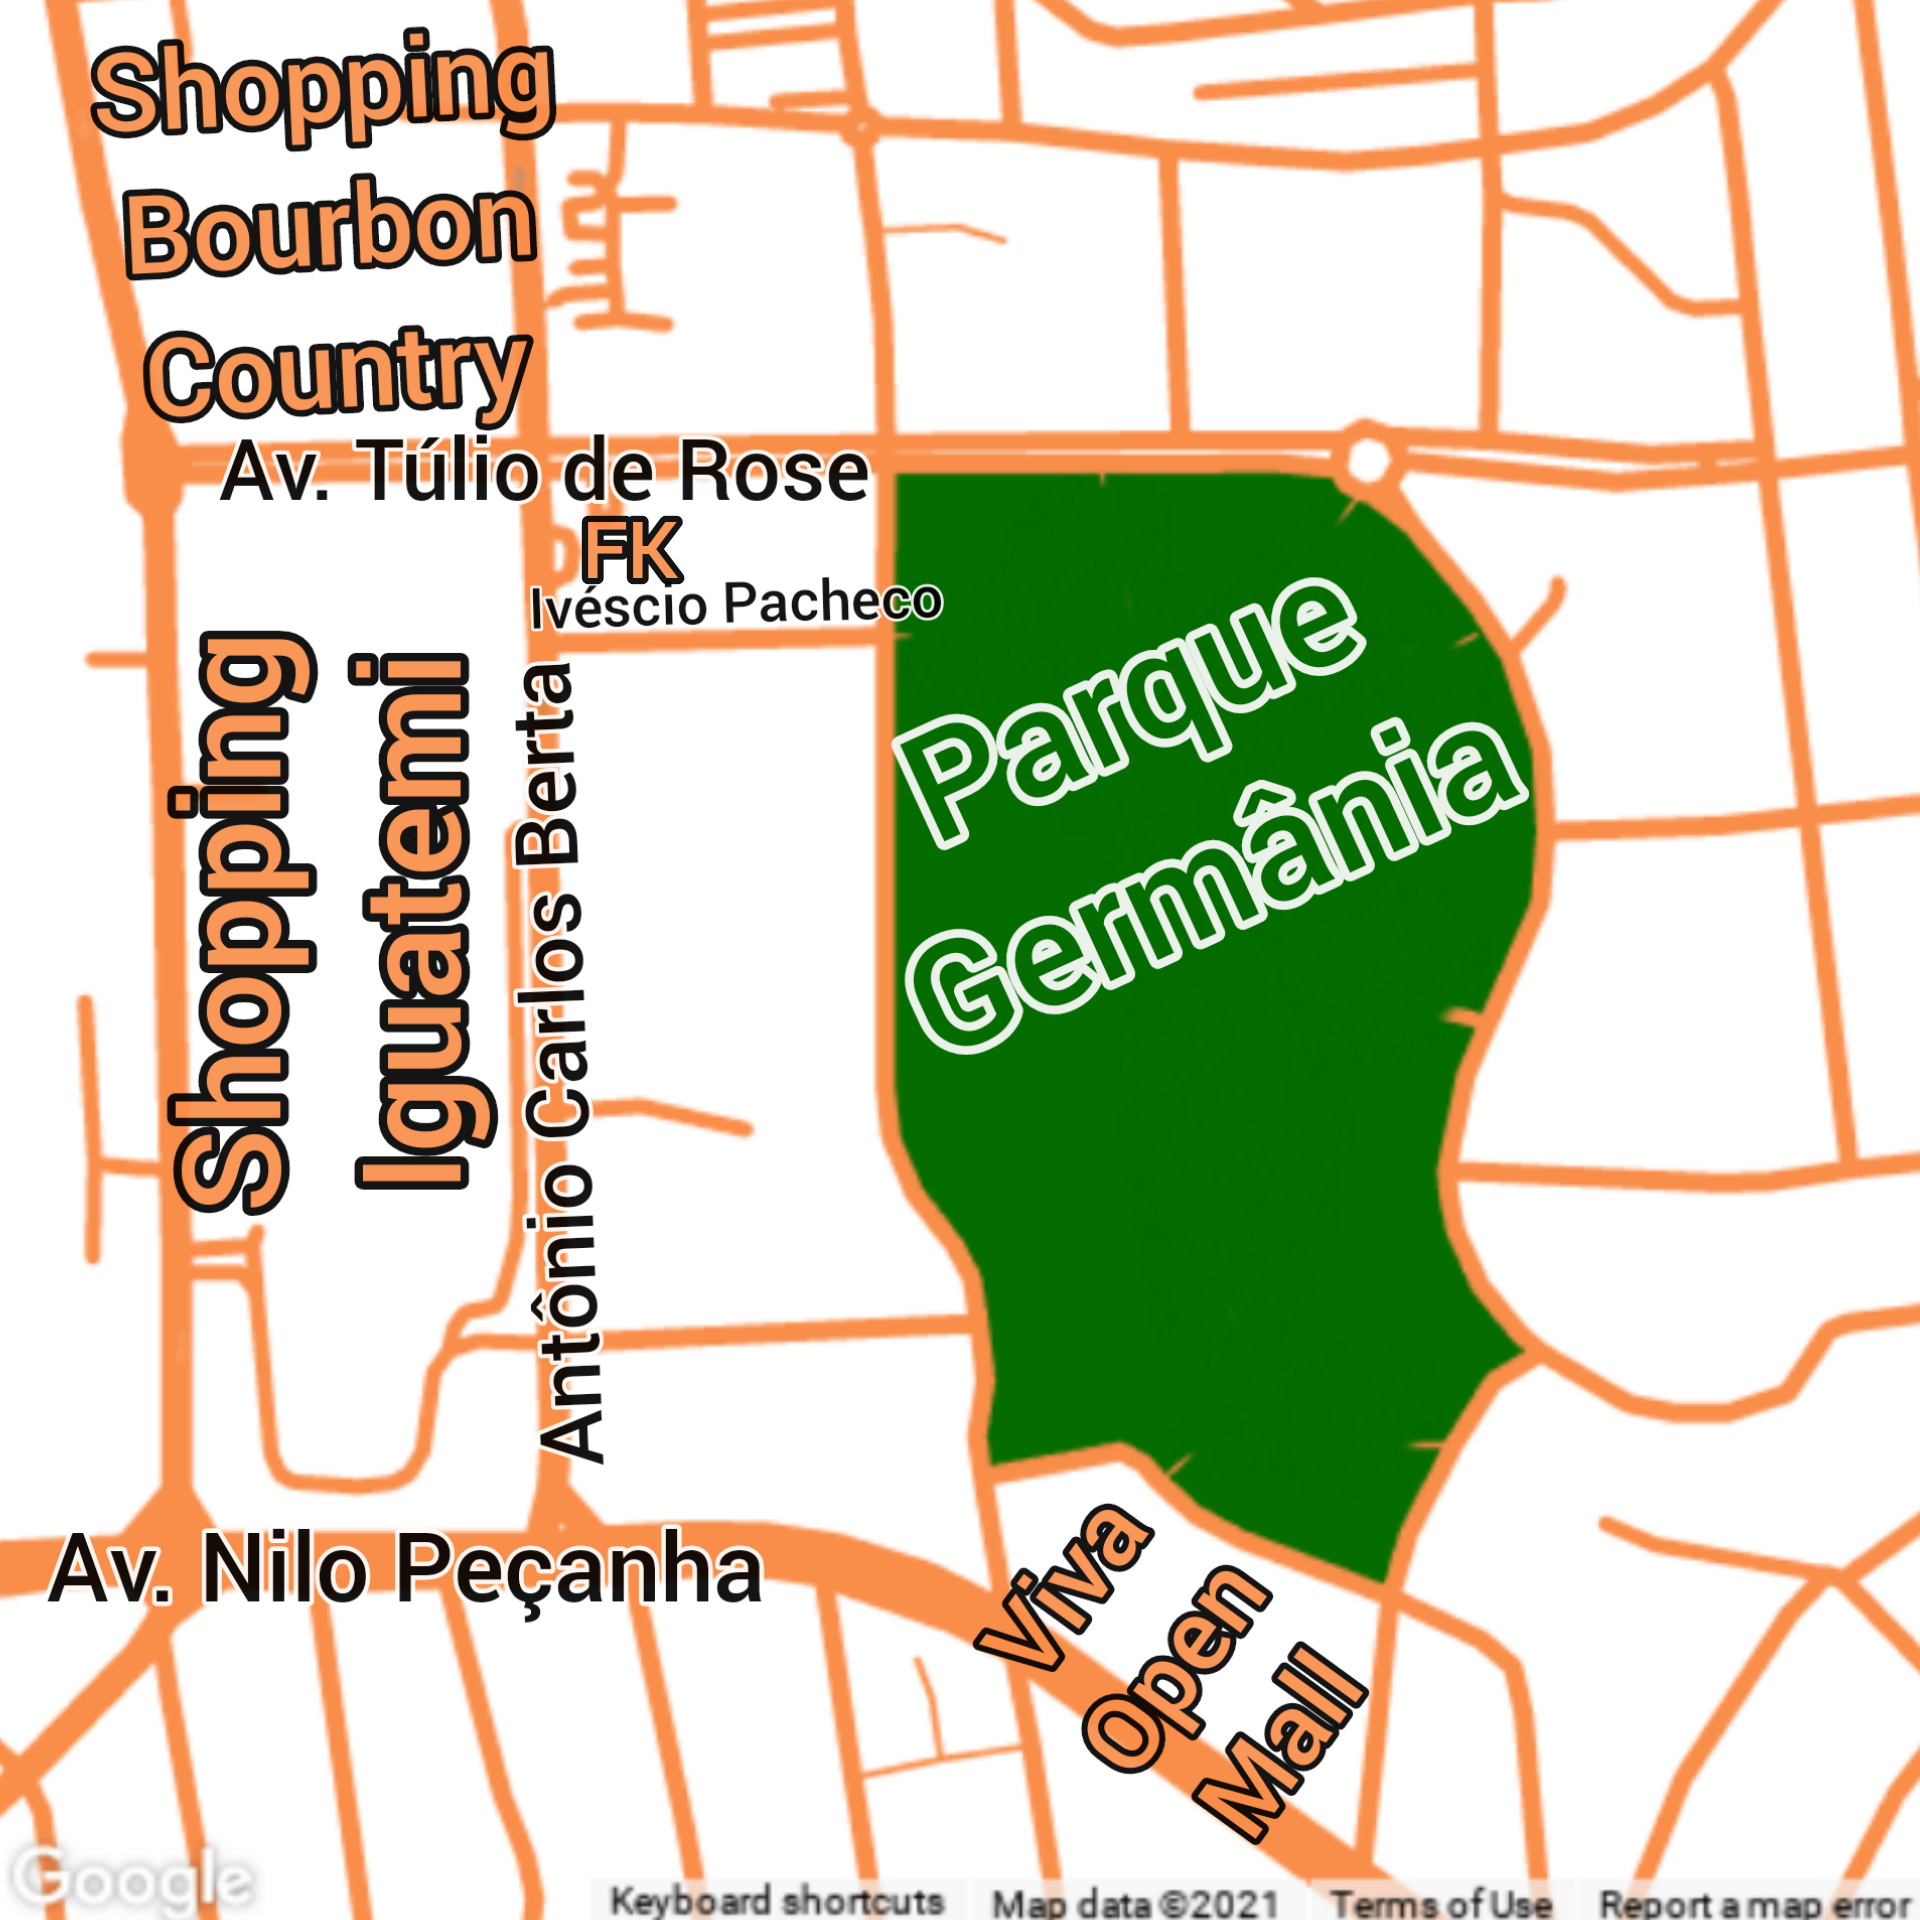 Shopping
Bourbon
Country
Av. Túlio de Rose
FK
Ivéscio Pacheco
Shopping
Iguatemi
Antônio Carlos Berta
Parque
Germânia
Av. Nilo Peçanha
Viva
Open
Mall
Google
Keyboard shortcuts
Map data ©2021
Terms of Use
Report a map error